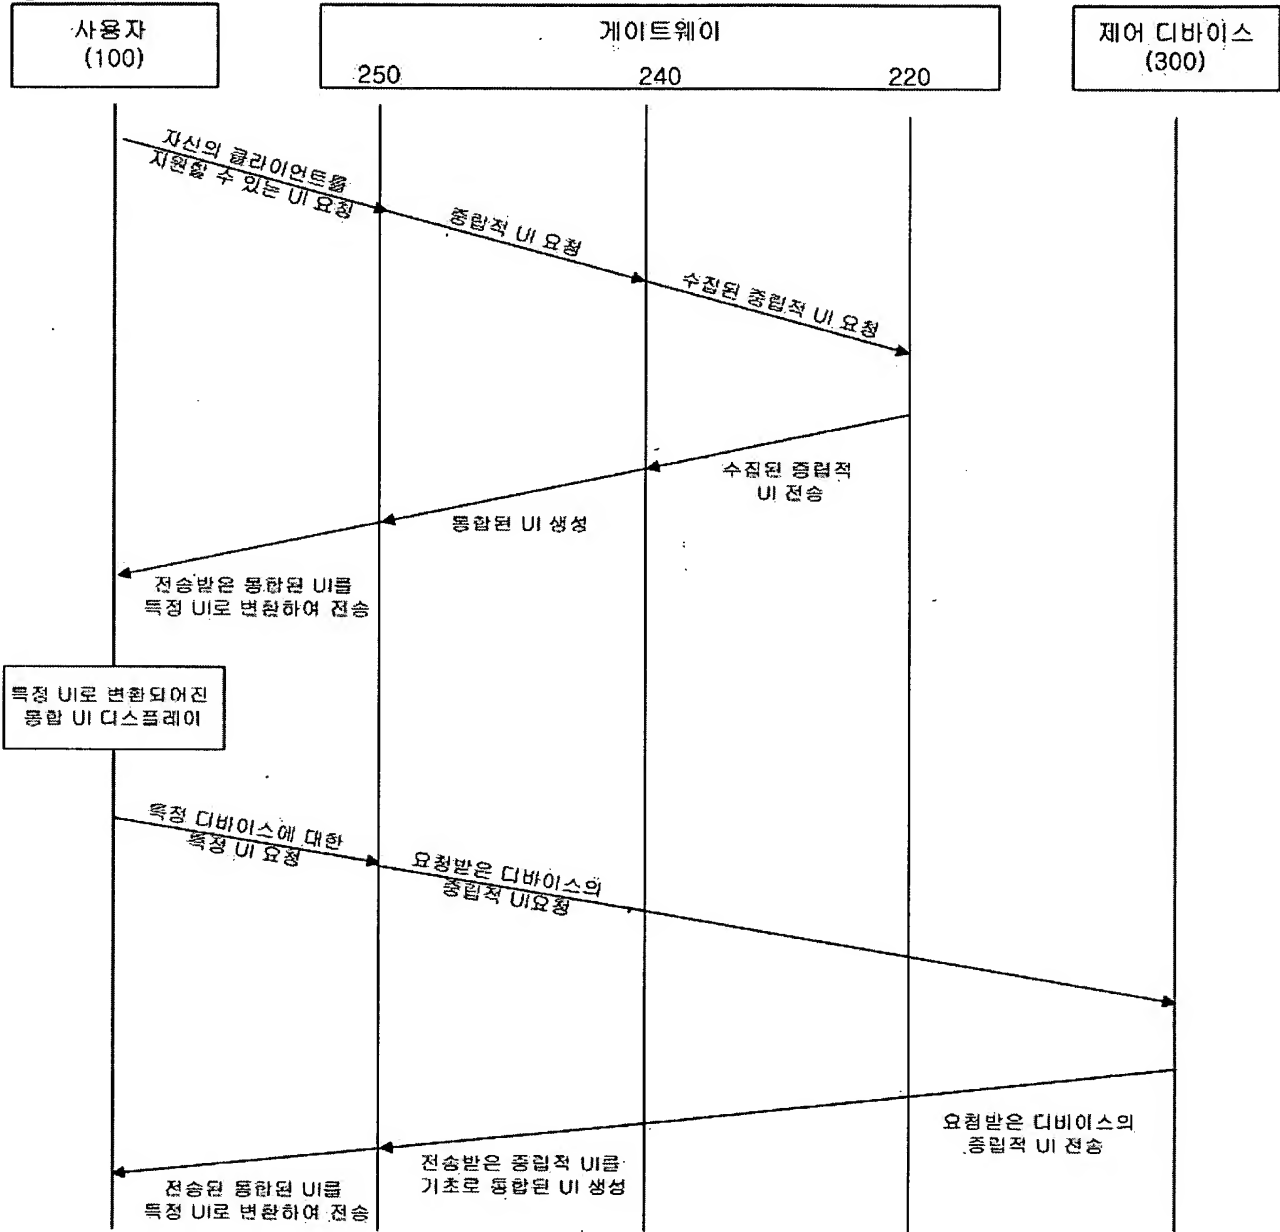 사용자
(100)
게이트웨이
250
240
220
제어 디바이스
(300)
자신의 클라이언트를
지원할 수 있는 UI 요청
중립적 UI 요청
수집된 중립적 UI 요청
수집된 중립적
UI 전송
통합된 UI 생성
전송받은 통합된 UI를
특정 UI로 변환하여 전송
특정 UI로 변환되어진
통합 UI 디스플레이
특정 디바이스에 대한
특정 UI 요청
요청받은 디바이스의
중립적 UI요청
요청받은 디바이스의
중립적 UI 전송
전송받은 중립적 UI를
기초로 통합된 UI 생성
전송된 통합된 UI를
특정 UI로 변환하여 전송